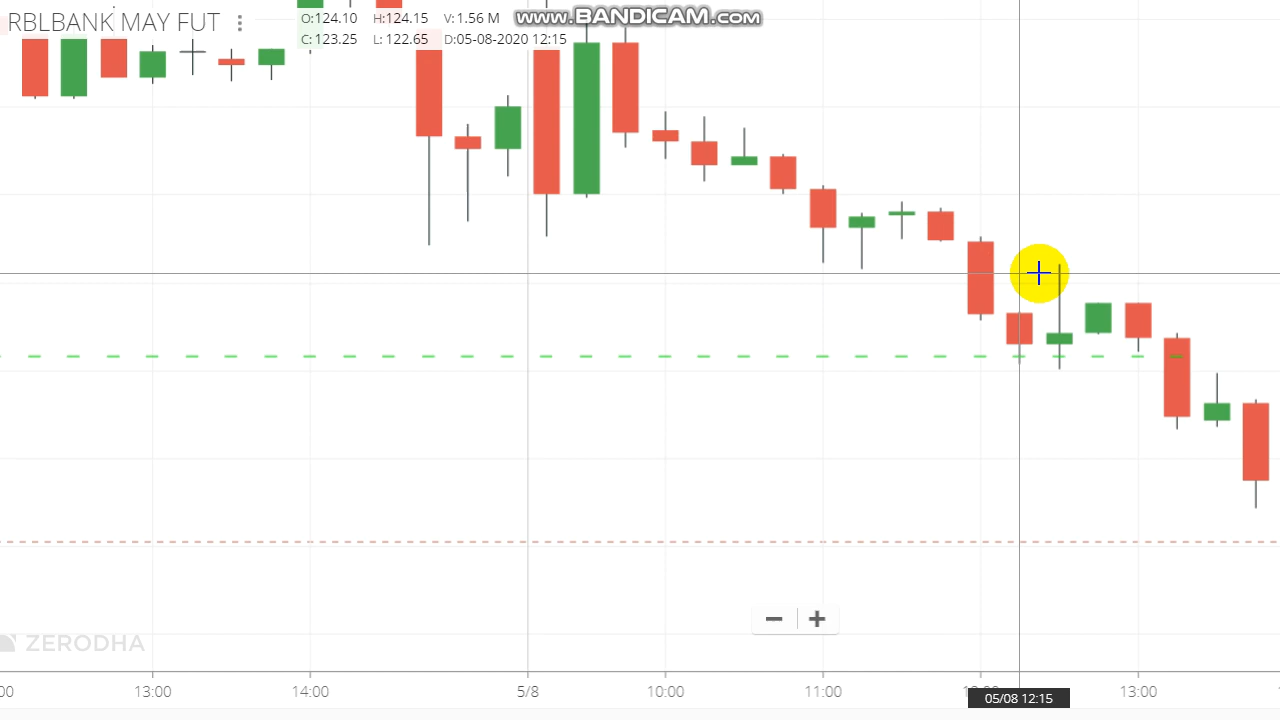 RBLBANK MAY FUT
O:124.10 H:124.15 V:1.56 M
C: 123.25 L: 122.65 D:05-08-2020 12:15
www.BANDICAM.com
ZERODHA
13:00 14:00 5/8 10:00 11:00 13:00
05/08 12:15